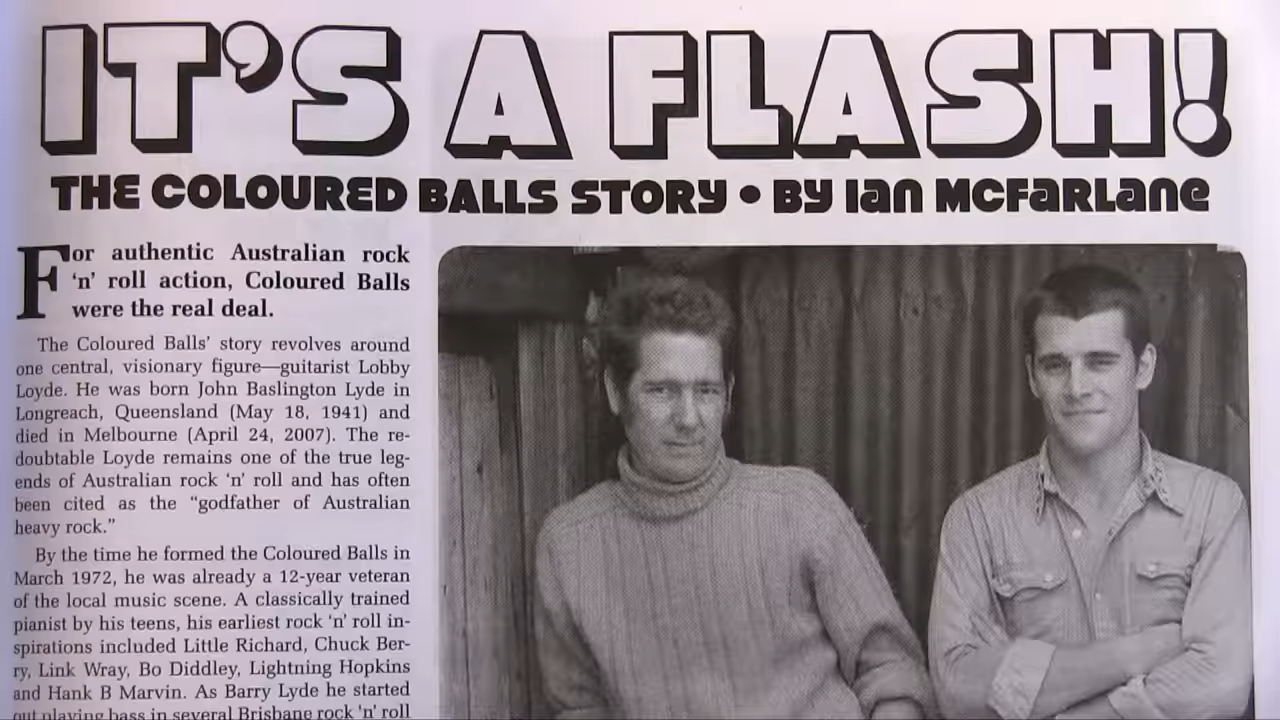 IT'S A FLASH!
THE COLOURED BALLS STORY • BY Ian McFarlane
For authentic Australian rock
'n' roll action, Coloured Balls
were the real deal.
The Coloured Balls' story revolves around
one central, visionary figure—guitarist Lobby
Loyde. He was born John Baslington Lyde in
Longreach, Queensland (May 18, 1941) and
died in Melbourne (April 24, 2007). The re-
doubtable Loyde remains one of the true leg-
ends of Australian rock 'n' roll and has often
been cited as the "godfather of Australian
heavy rock."
By the time he formed the Coloured Balls in
March 1972, he was already a 12-year veteran
of the local music scene. A classically trained
pianist by his teens, his earliest rock 'n' roll in-
spirations included Little Richard, Chuck Ber-
ry, Link Wray, Bo Diddley, Lightning Hopkins
and Hank B Marvin. As Barry Lyde he started
out playing bass in several Brisbane rock 'n' roll